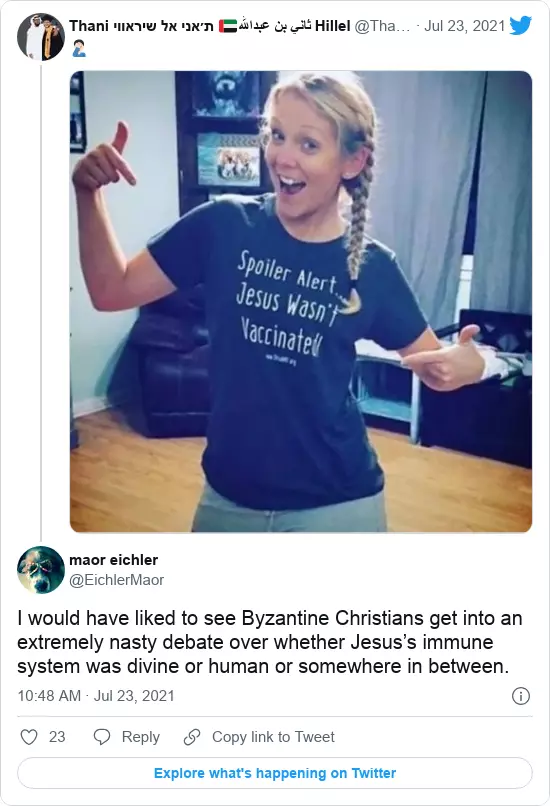 Thani ת׳אני אל שיראווי 🇦🇪ثاني بن عبدالله Hillel @Tha… · Jul 23, 2021
🤦🏻‍♂️
Spoiler Alert...
Jesus Wasn't
Vaccinated!
maor eichler
@EichlerMaor
I would have liked to see Byzantine Christians get into an
extremely nasty debate over whether Jesus’s immune
system was divine or human or somewhere in between.
10:48 AM · Jul 23, 2021
23 Reply Copy link to Tweet
Explore what's happening on Twitter